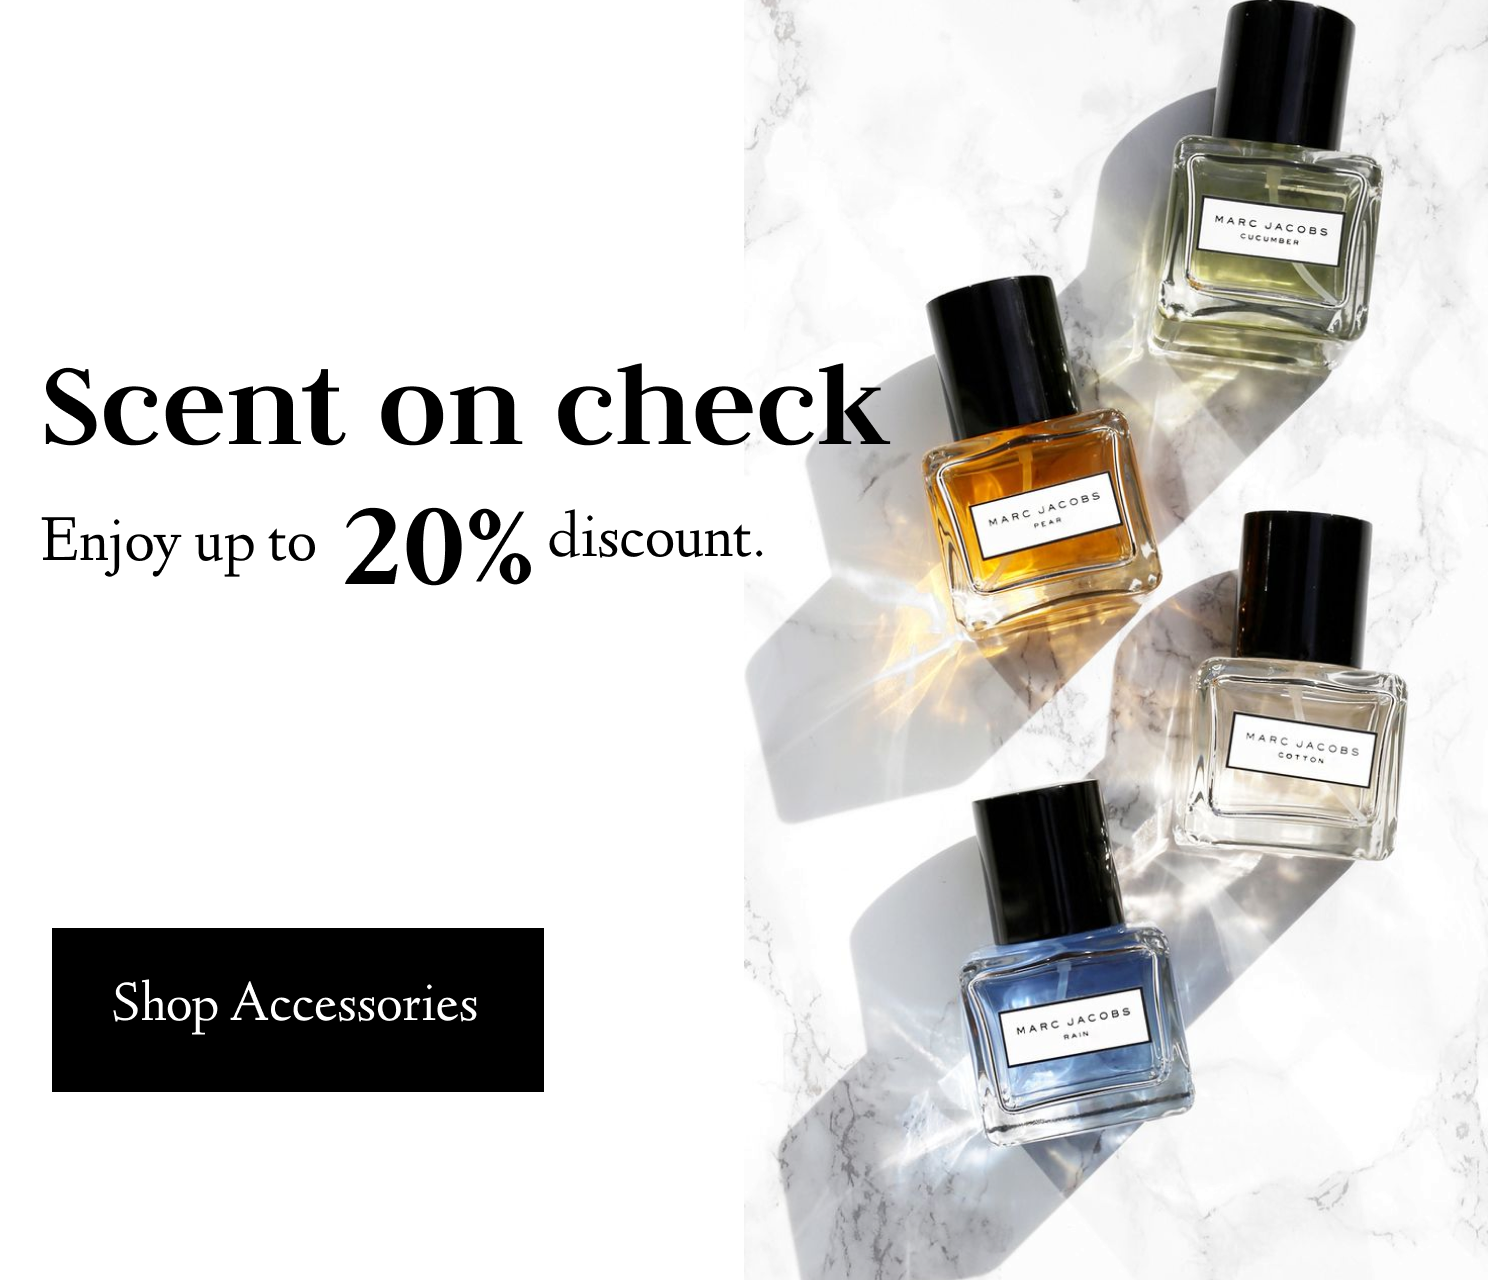 Scent on check
Enjoy up to 20% discount.
Shop Accessories
MARC JACOBS
CUCUMBER
MARC JACOBS
PEAR
MARC JACOBS
COTTON
MARC JACOBS
RAIN